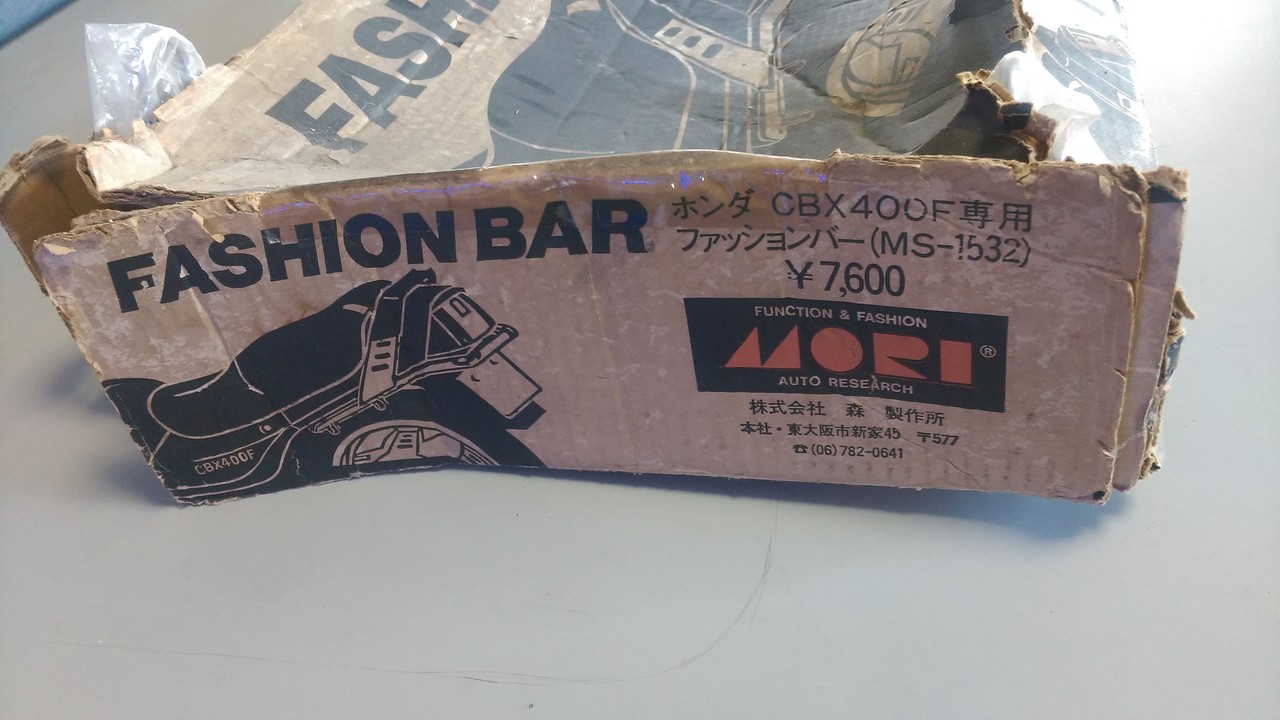 FASH
FASHION BAR
ホンダ CBX400F専用
ファッションバー(MS-1532)
¥7,600
FUNCTION & FASHION
MORI®
AUTO RESEARCH
株式会社 森 製作所
本社・東大阪市新家45 〒577
☎(06)782-0641
CBX400F